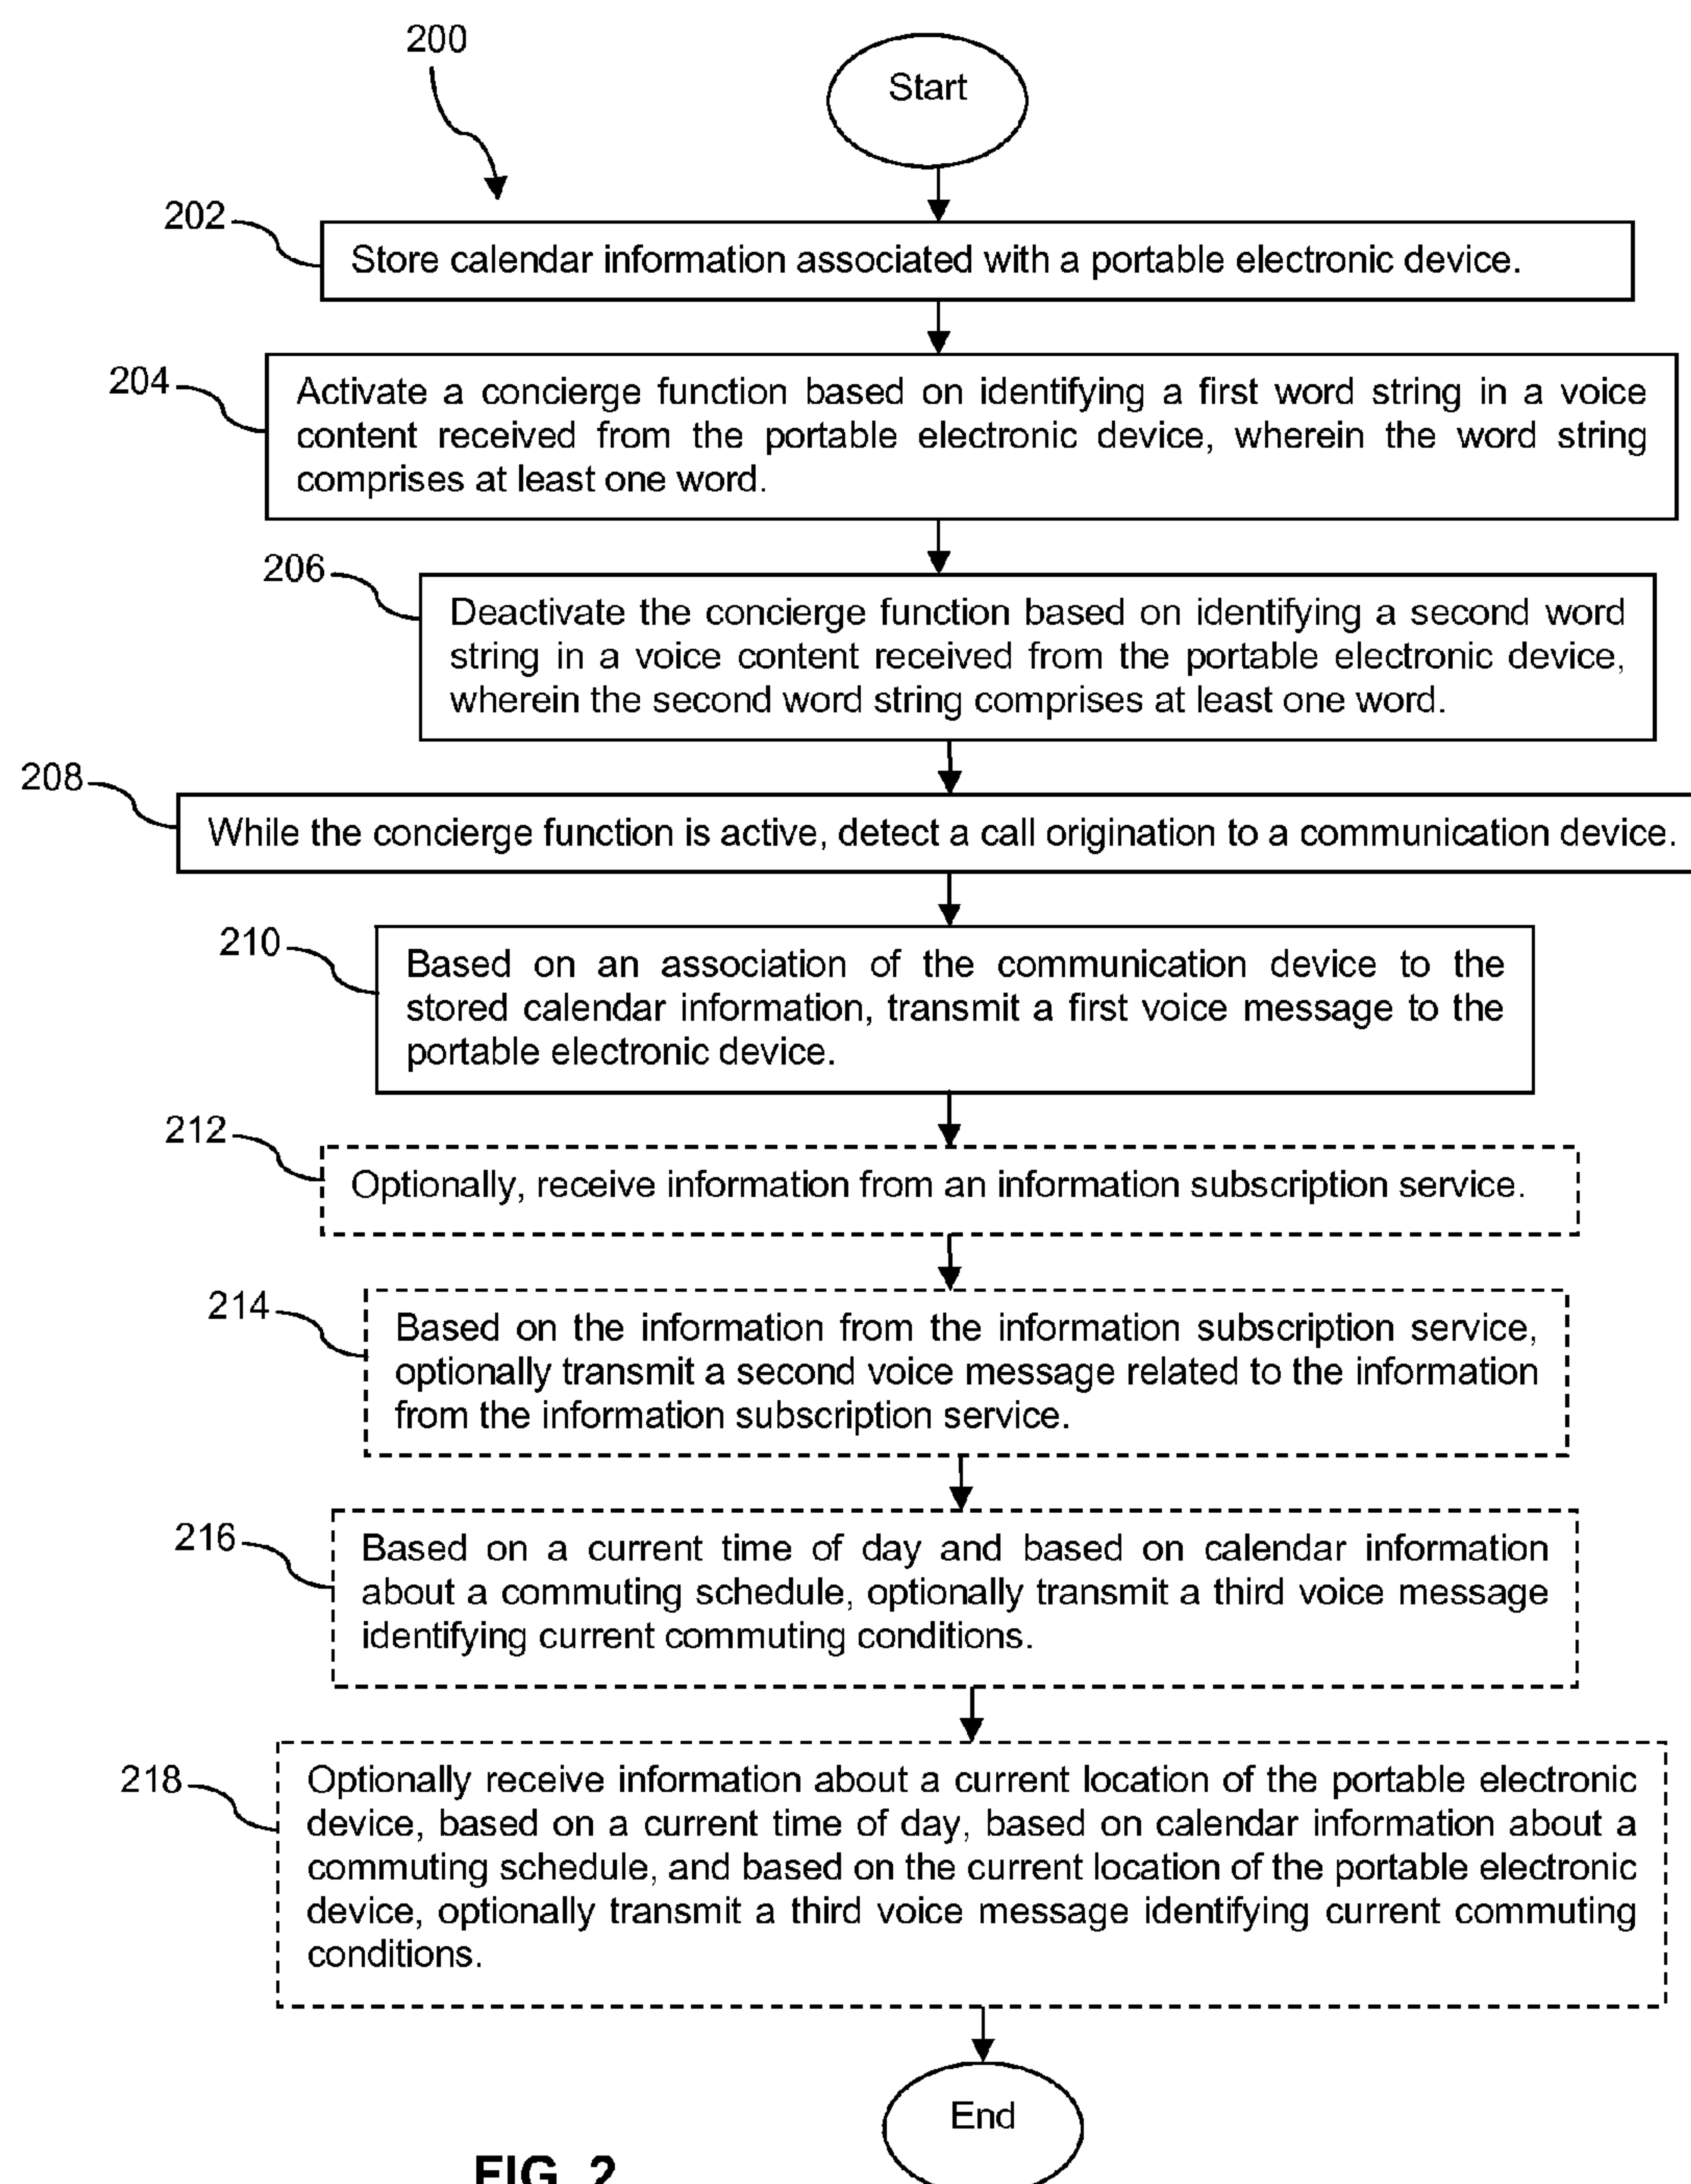 200
Start
202
Store calendar information associated with a portable electronic device.
204
Activate a concierge function based on identifying a first word string in a voice
content received from the portable electronic device, wherein the word string
comprises at least one word.
206
Deactivate the concierge function based on identifying a second word
string in a voice content received from the portable electronic device,
wherein the second word string comprises at least one word.
208
While the concierge function is active, detect a call origination to a communication device.
210
Based on an association of the communication device to the
stored calendar information, transmit a first voice message to the
portable electronic device.
212
Optionally, receive information from an information subscription service.
214
Based on the information from the information subscription service,
optionally transmit a second voice message related to the information
from the information subscription service.
216
Based on a current time of day and based on calendar information
about a commuting schedule, optionally transmit a third voice message
identifying current commuting conditions.
218
Optionally receive information about a current location of the portable electronic
device, based on a current time of day, based on calendar information about a
commuting schedule, and based on the current location of the portable electronic
device, optionally transmit a third voice message identifying current commuting
conditions.
End
FIG. 2